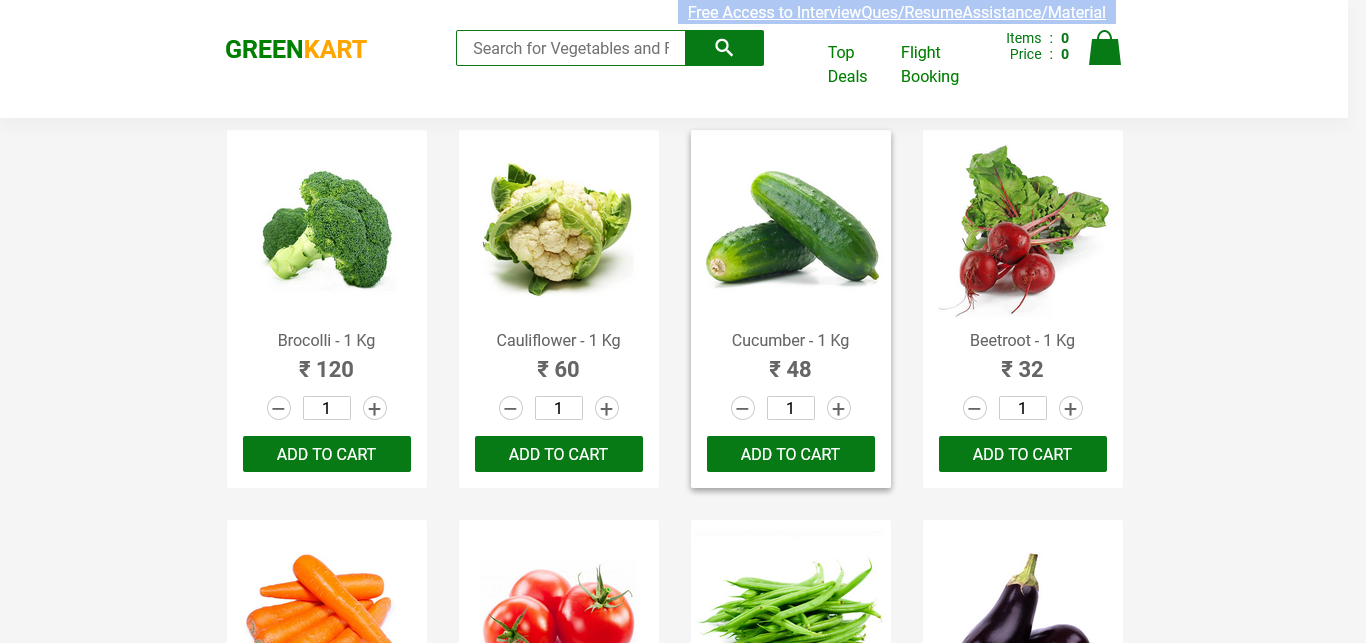 Free Access to InterviewQues/ResumeAssistance/Material
GREENKART
Search for Vegetables and F
Top
Deals
Flight
Booking
Items : 0
Price : 0
Brocolli - 1 Kg
₹ 120
– 1 +
ADD TO CART
Cauliflower - 1 Kg
₹ 60
– 1 +
ADD TO CART
Cucumber - 1 Kg
₹ 48
– 1 +
ADD TO CART
Beetroot - 1 Kg
₹ 32
– 1 +
ADD TO CART